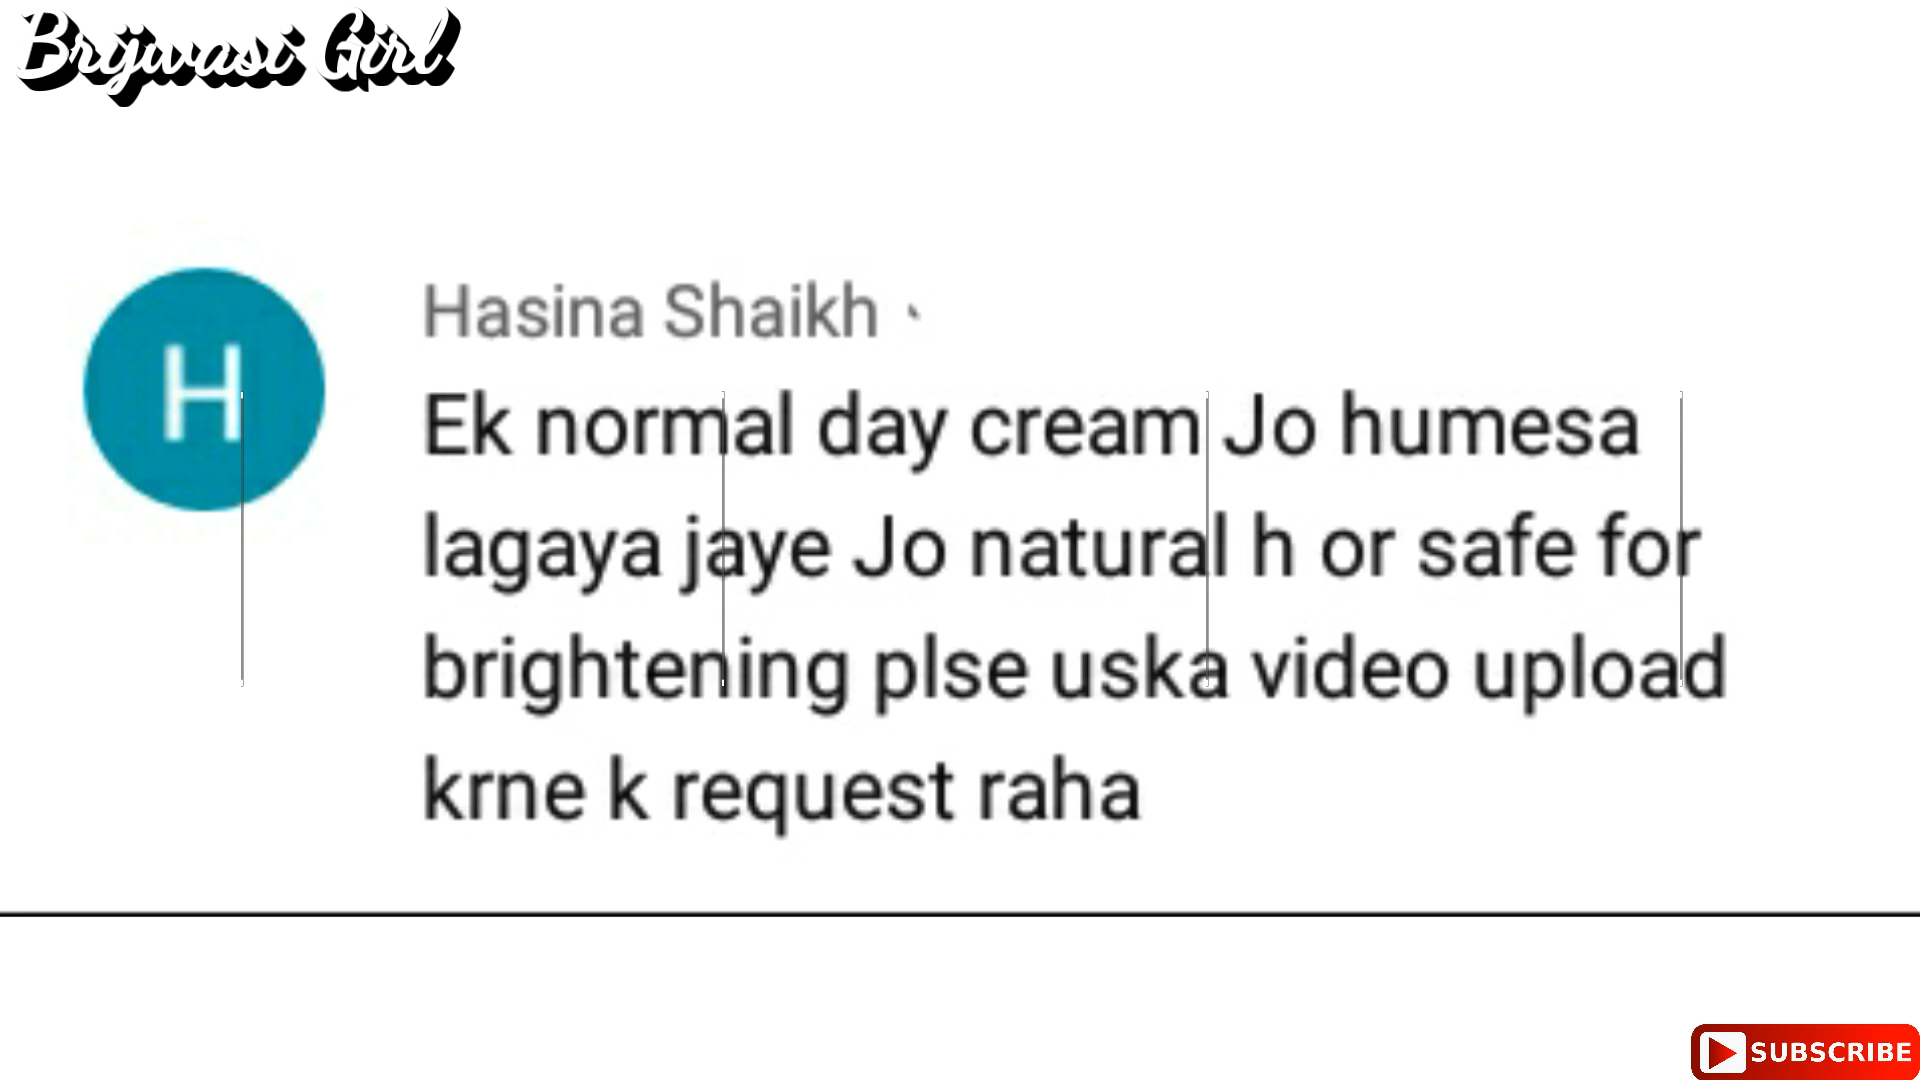 Brijwasi Girl
H
Hasina Shaikh
Ek normal day cream Jo humesa
lagaya jaye Jo natural h or safe for
brightening plse uska video upload
krne k request raha
SUBSCRIBE